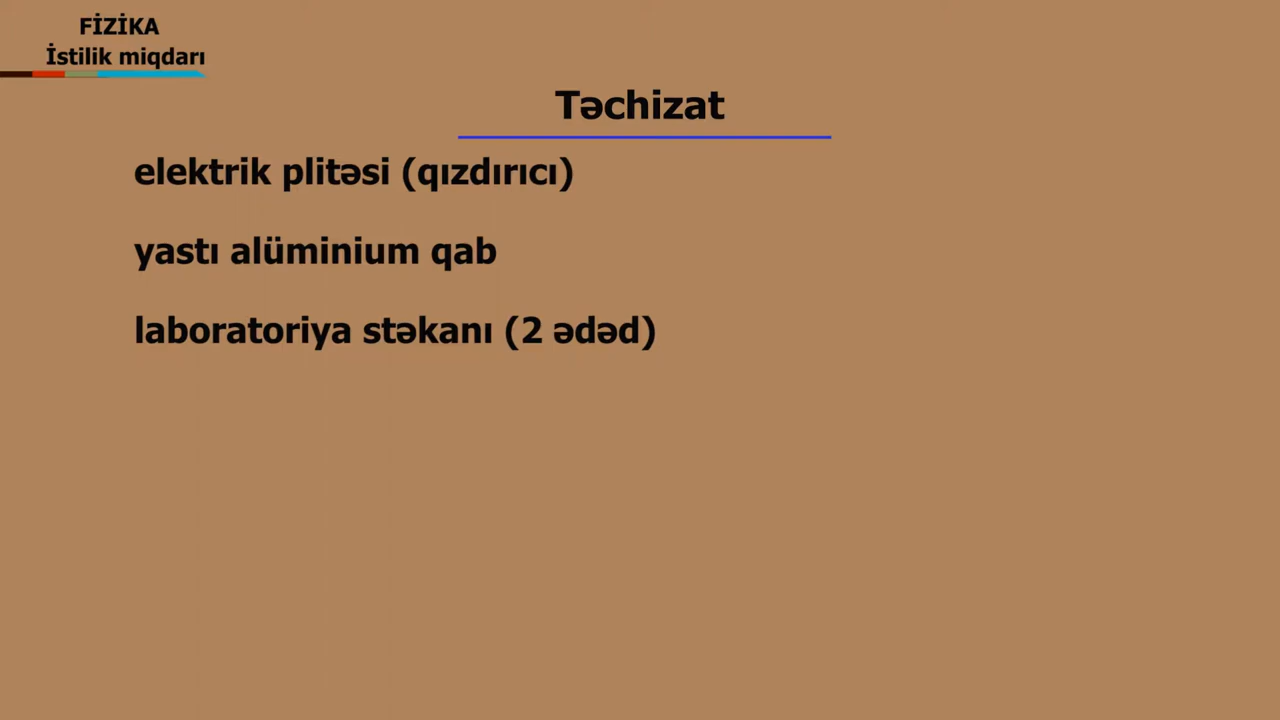 FİZİKA
İstilik miqdarı
Təchizat
elektrik plitəsi (qızdırıcı)
yastı alüminium qab
laboratoriya stəkanı (2 ədəd)